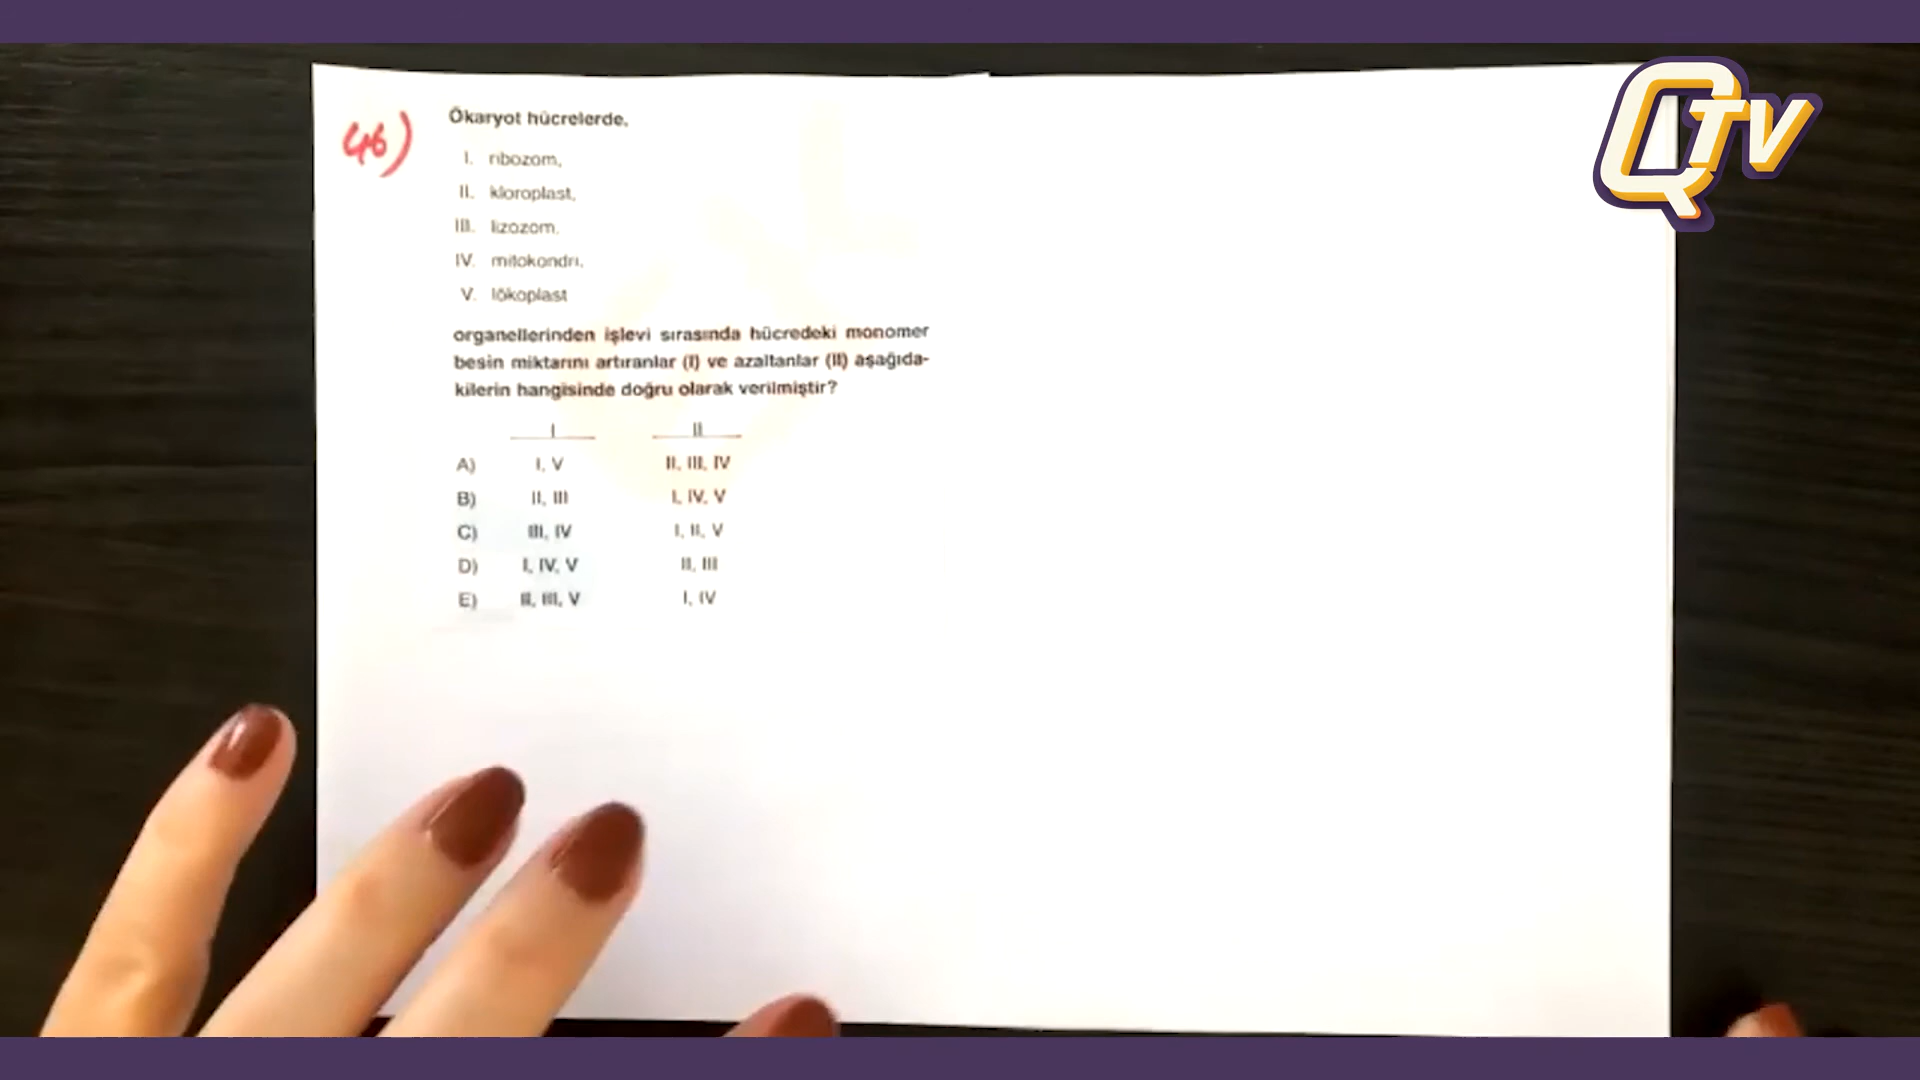 QTV
46)
Ökaryot hücrelerde,
I. ribozom,
II. kloroplast,
III. lizozom,
IV. mitokondri,
V. lökoplast
organellerinden işlevi sırasında hücredeki monomer
besin miktarını artıranlar (I) ve azaltanlar (II) aşağıda-
kilerin hangisinde doğru olarak verilmiştir?
I II
A) I, V II, III, IV
B) II, III I, IV, V
C) III, IV I, II, V
D) I, IV, V II, III
E) II, III, V I, IV